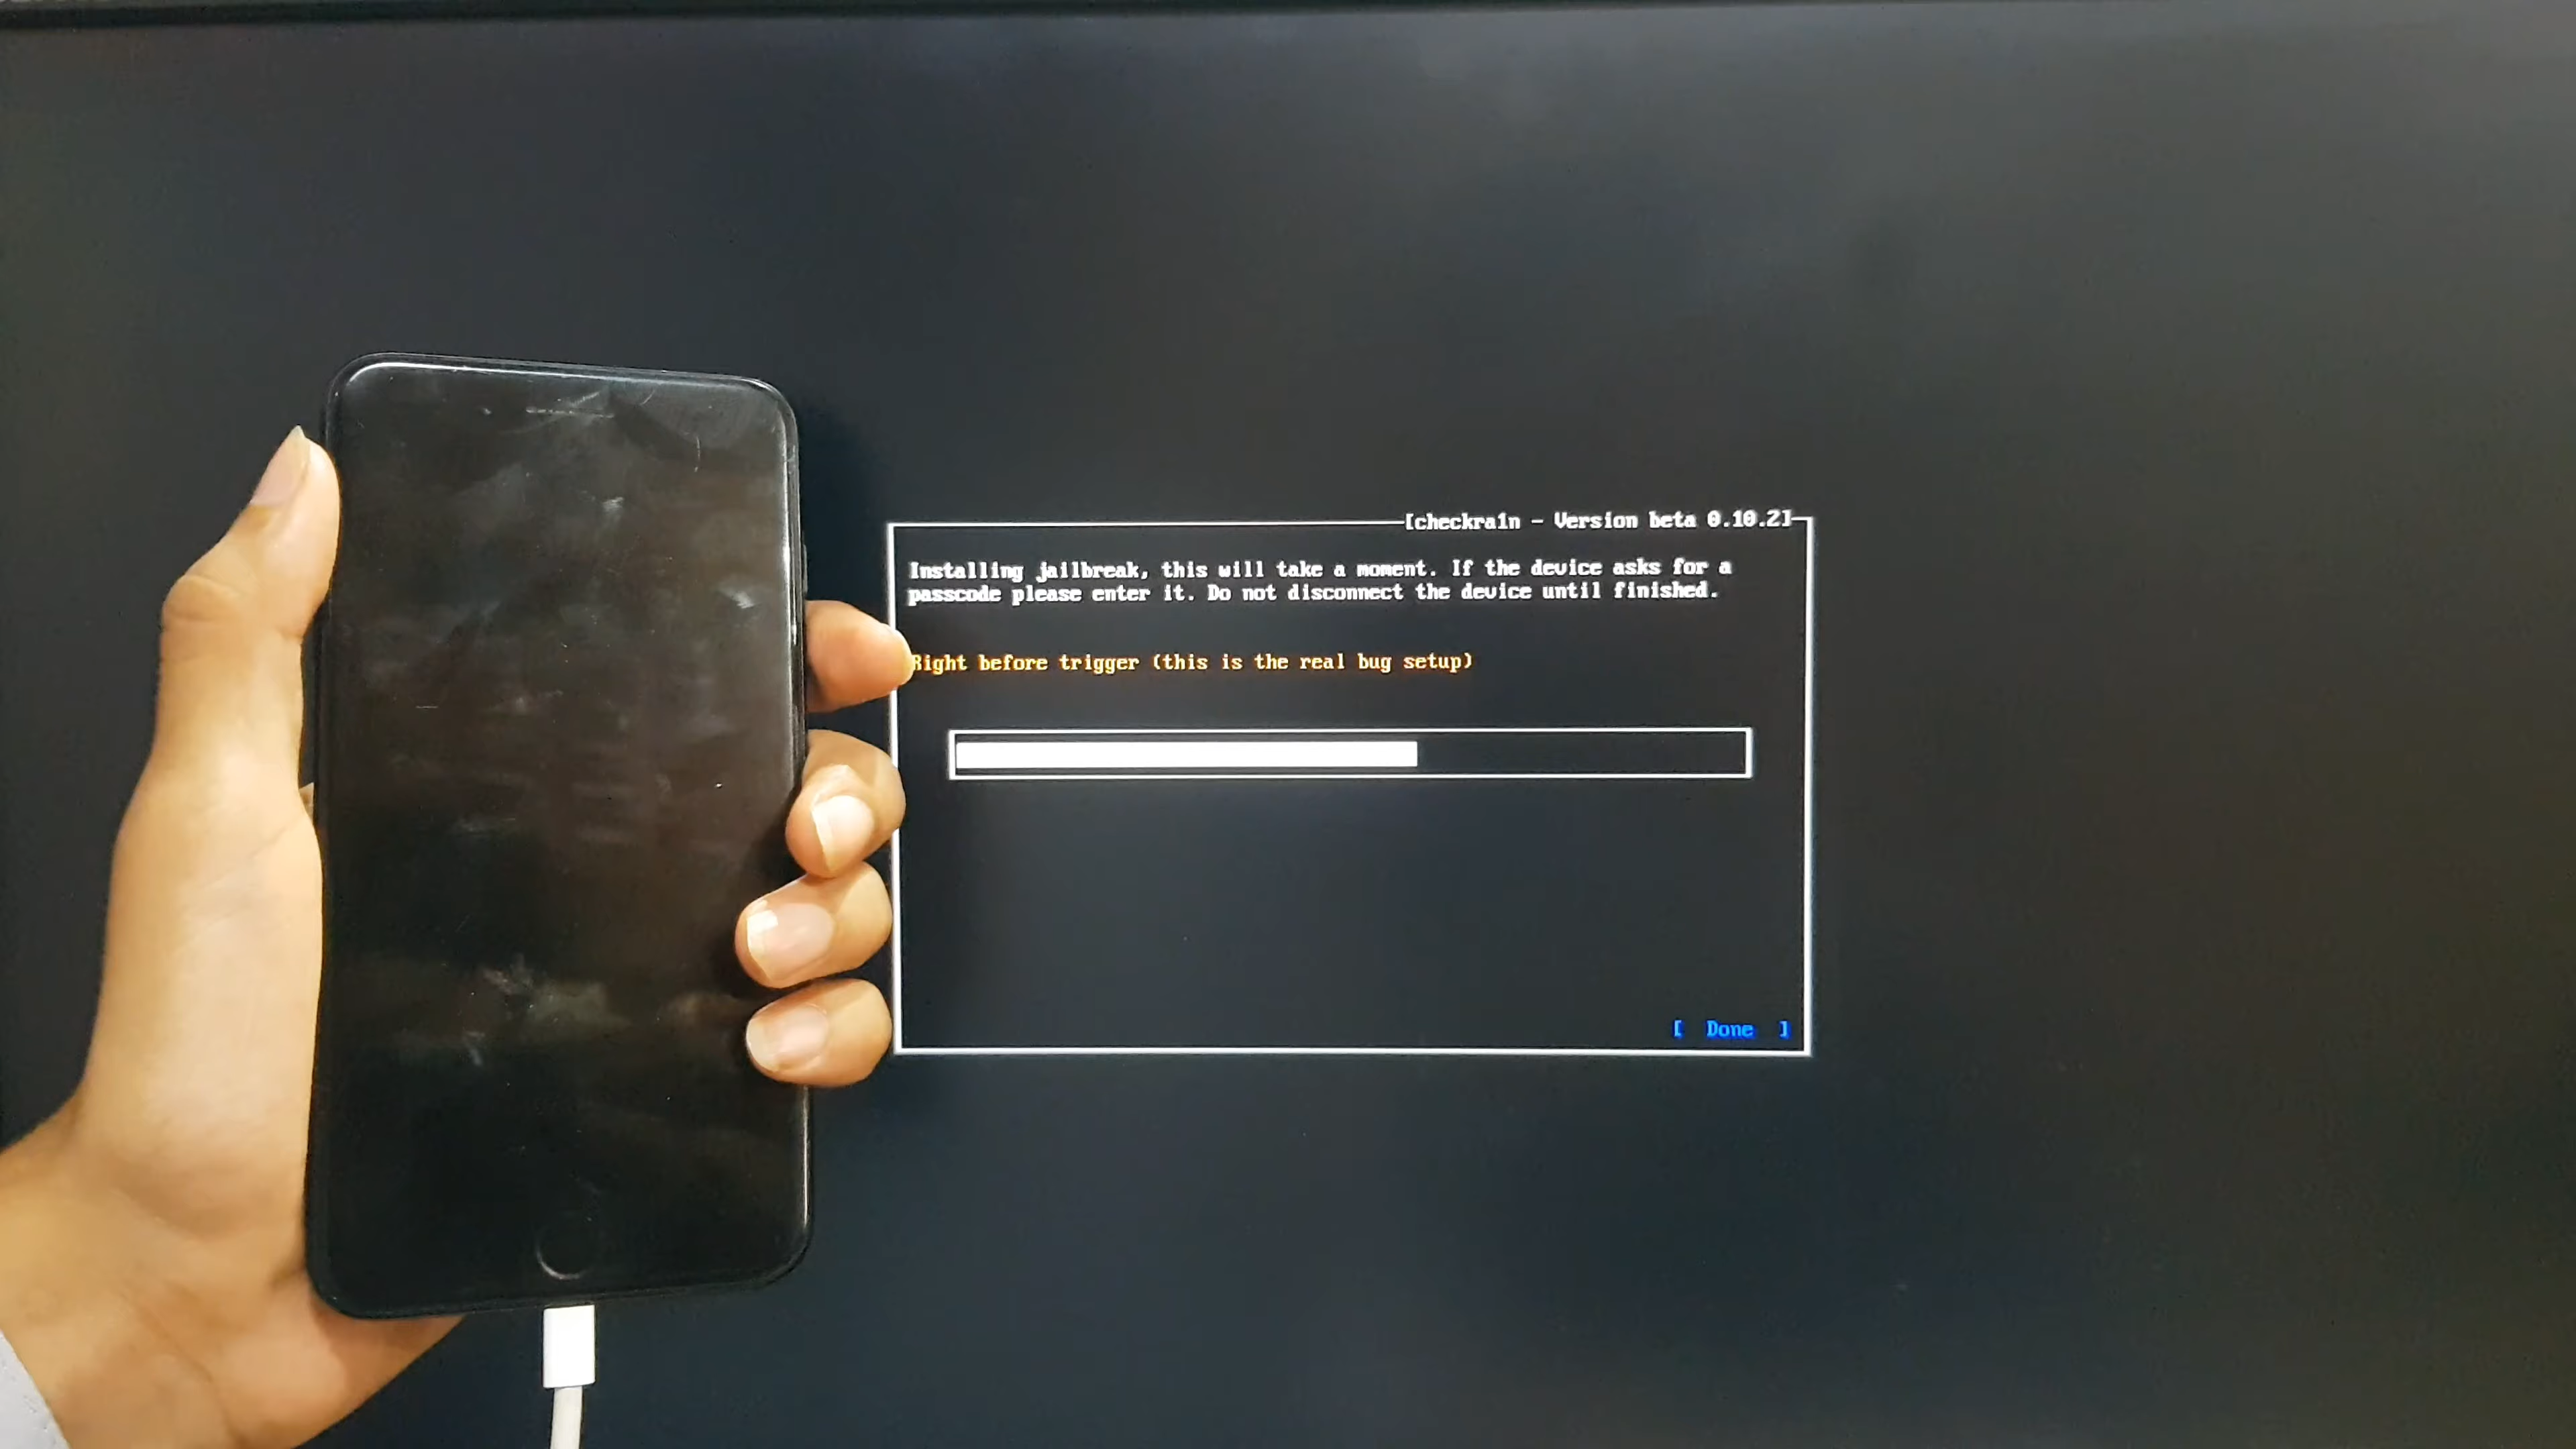 [checkra1n - Version beta 0.10.2]
Installing jailbreak, this will take a moment. If the device asks for a
passcode please enter it. Do not disconnect the device until finished.
Right before trigger (this is the real bug setup)
[ Done ]